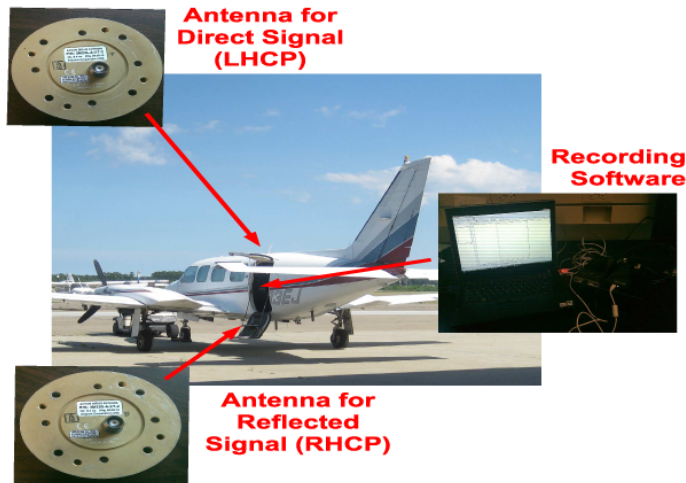 Antenna for
Direct Signal
(LHCP)
Recording
Software
Antenna for
Reflected
Signal (RHCP)